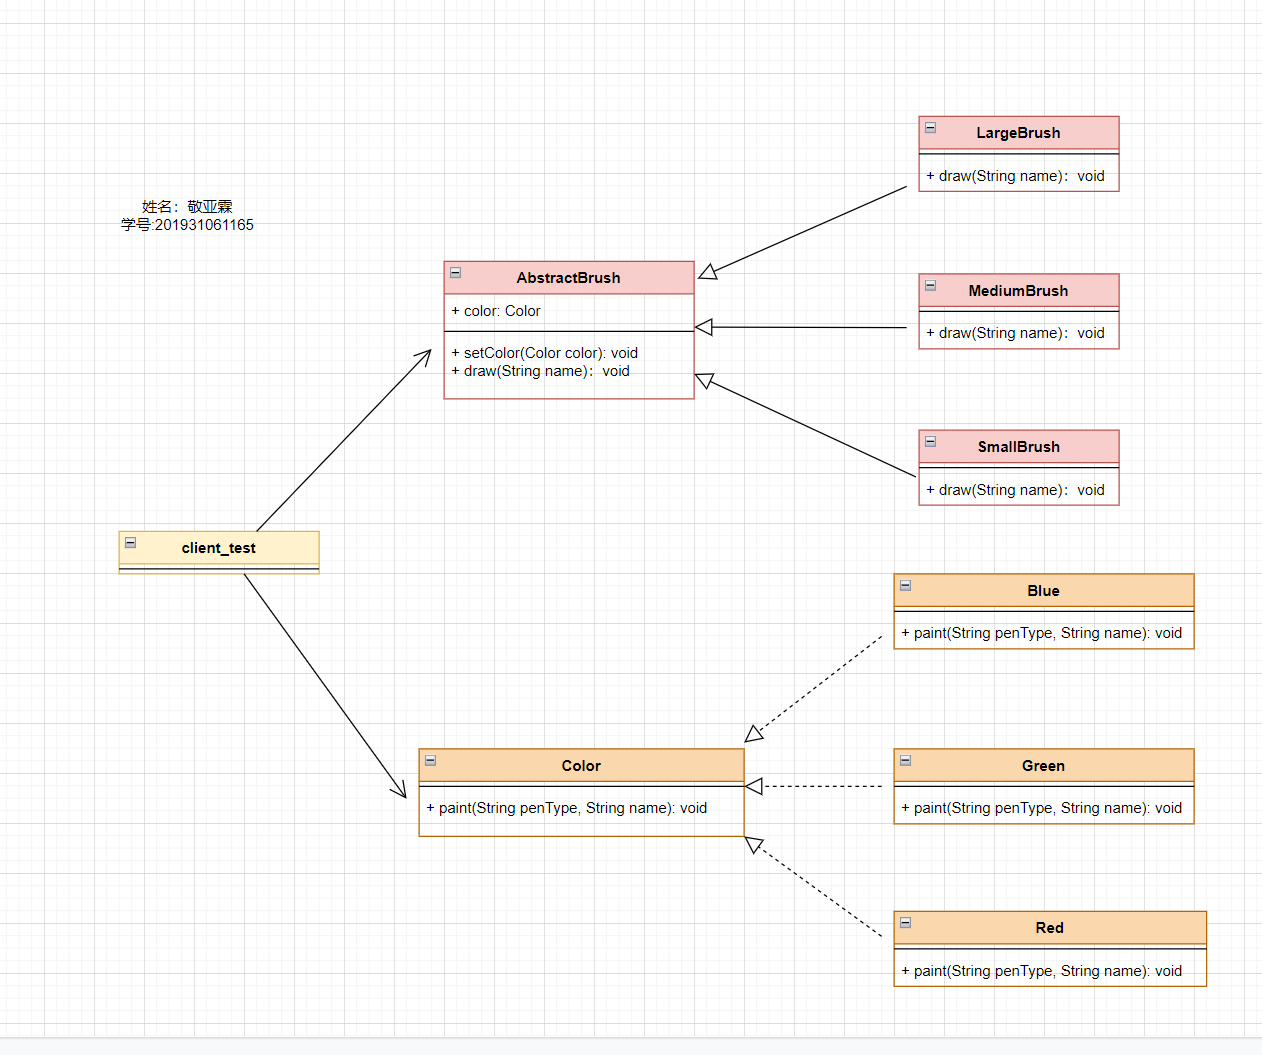 姓名：敬亚霖
学号:201931061165
LargeBrush
+ draw(String name)：void
AbstractBrush
+ color: Color
+ setColor(Color color): void
+ draw(String name)：void
MediumBrush
+ draw(String name)：void
SmallBrush
+ draw(String name)：void
client_test
Blue
+ paint(String penType, String name): void
Color
+ paint(String penType, String name): void
Green
+ paint(String penType, String name): void
Red
+ paint(String penType, String name): void